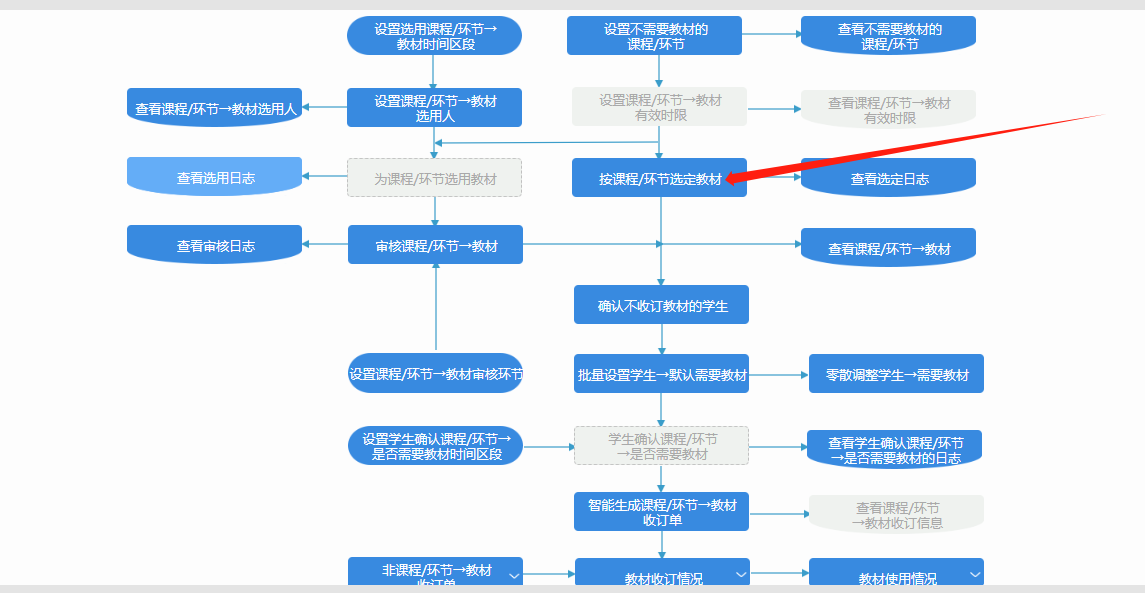 设置选用课程/环节→
教材时间区段
设置不需要教材的
课程/环节
查看不需要教材的
课程/环节
查看课程/环节→教材选用人
设置课程/环节→教材
选用人
设置课程/环节→教材
有效时限
查看课程/环节→教材
有效时限
查看选用日志
为课程/环节选用教材
按课程/环节选定教材
查看选定日志
查看审核日志
审核课程/环节→教材
查看课程/环节→教材
确认不收订教材的学生
设置课程/环节→教材审核环节
批量设置学生→默认需要教材
零散调整学生→需要教材
设置学生确认课程/环节→
是否需要教材时间区段
学生确认课程/环节
→是否需要教材
查看学生确认课程/环节
→是否需要教材的日志
智能生成课程/环节→教材
收订单
查看课程/环节
→教材收订信息
非课程/环节→教材
收订单
教材收订情况
教材使用情况